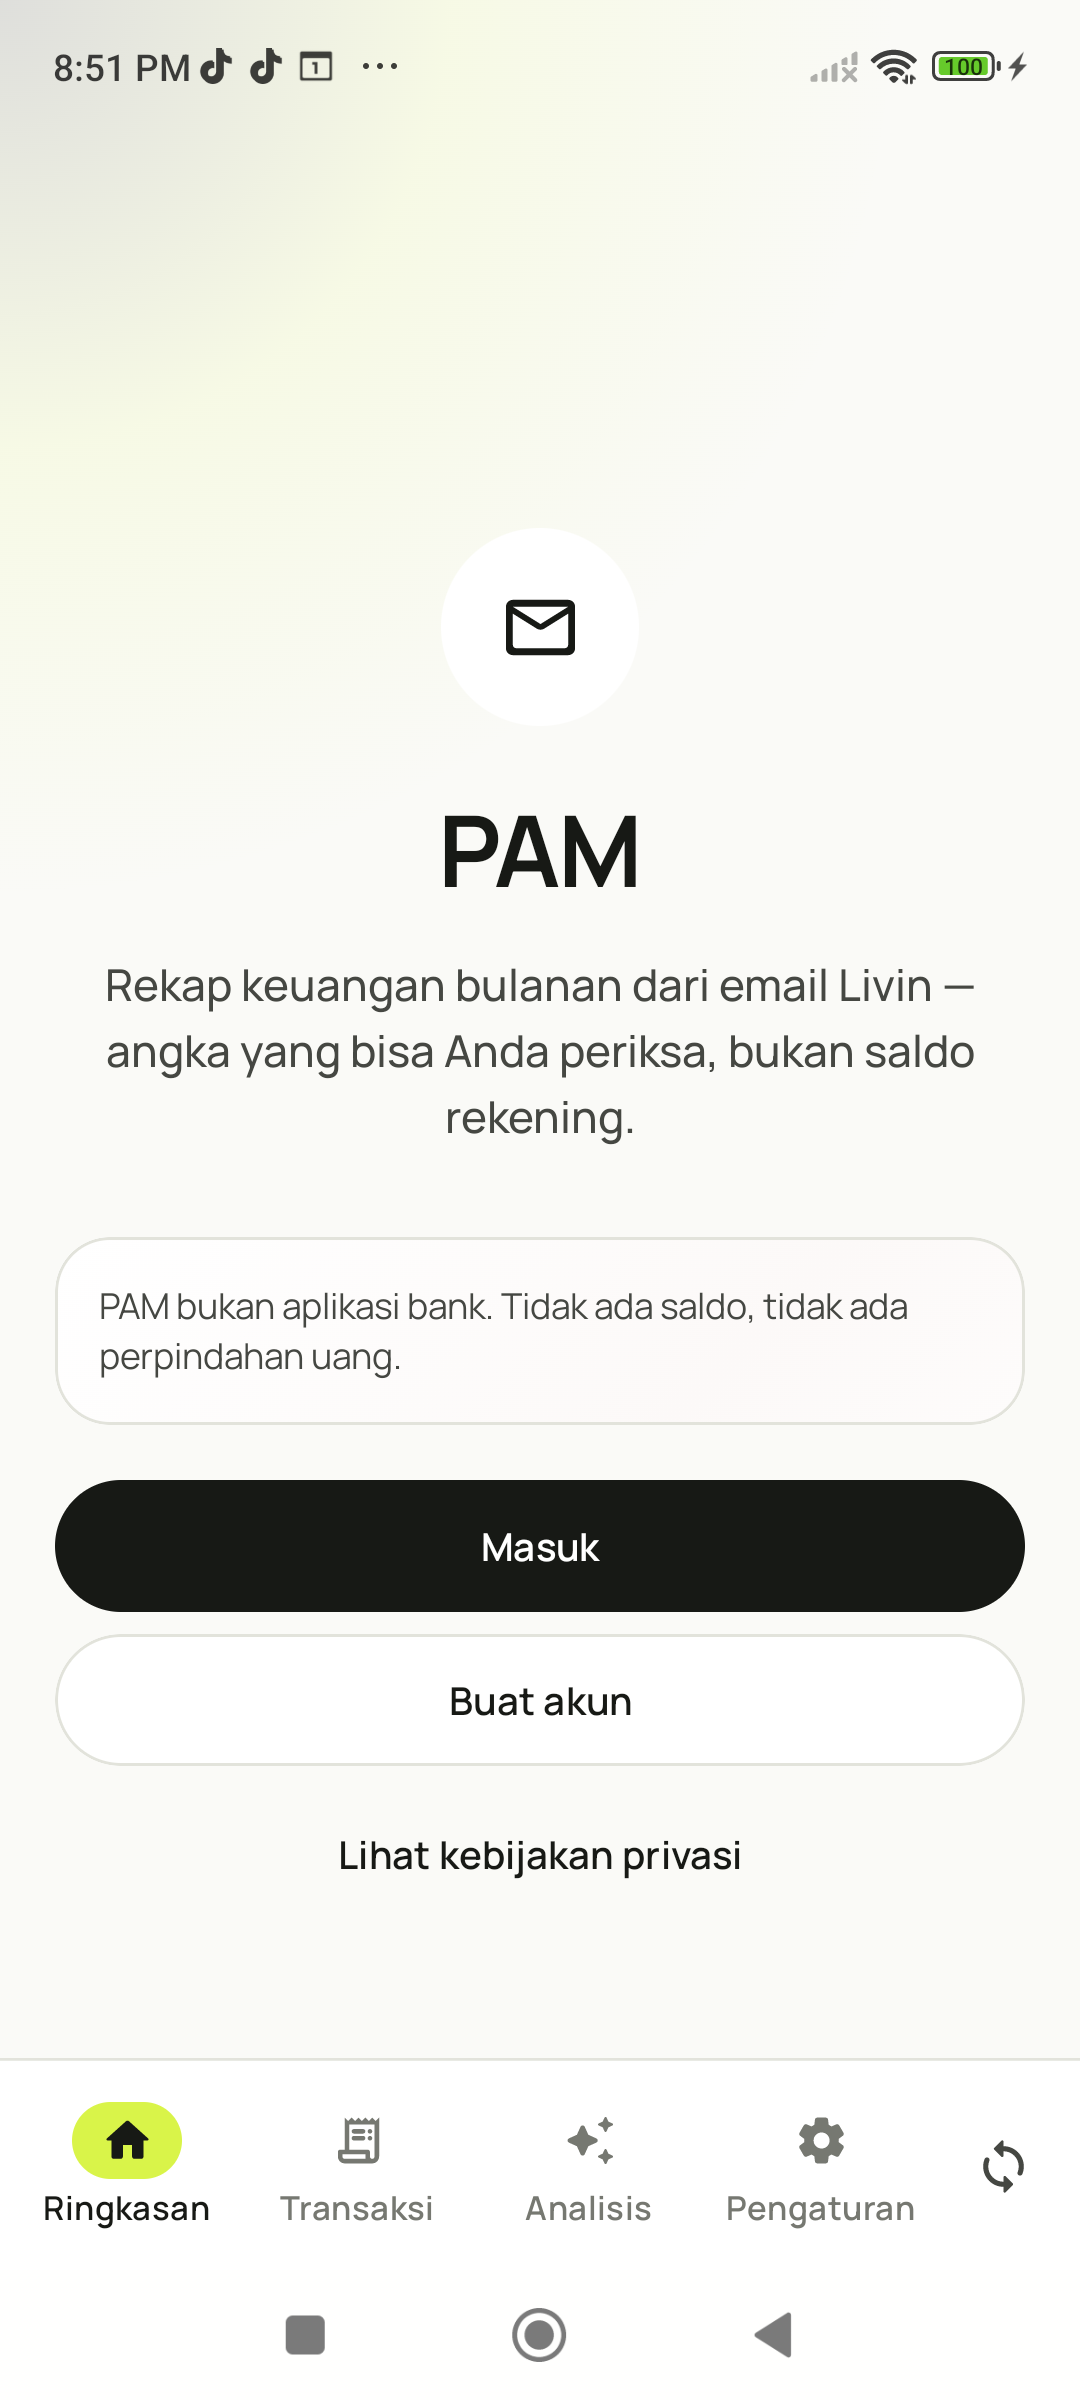 8:51 PM
1
100
PAM
Rekap keuangan bulanan dari email Livin —
angka yang bisa Anda periksa, bukan saldo
rekening.
PAM bukan aplikasi bank. Tidak ada saldo, tidak ada
perpindahan uang.
Masuk
Buat akun
Lihat kebijakan privasi
Ringkasan
Transaksi
Analisis
Pengaturan